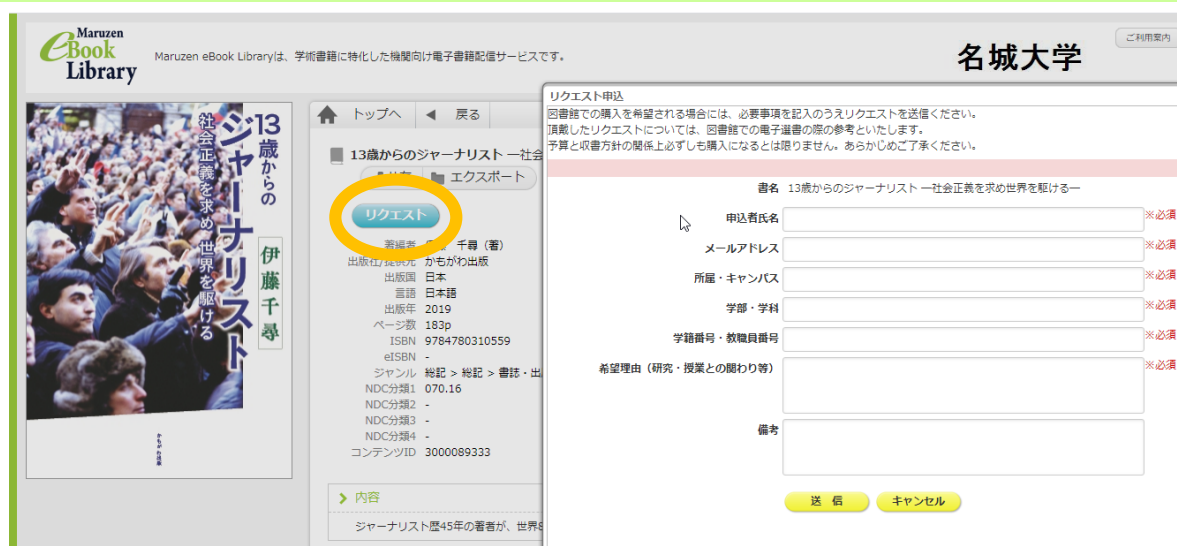 Maruzen
eBook
Library
Maruzen eBook Libraryは、学術書籍に特化した機関向け電子書籍配信サービスです。
名城大学
ご利用案内
13歳からの
ジャーナリスト
社会正義を求め世界を駆ける
伊藤千尋
かもがわ出版
トップへ
戻る
13歳からのジャーナリスト ―社会
エクスポート
リクエスト
著編者 千尋（著）
出版社/提供元 かもがわ出版
出版国 日本
言語 日本語
出版年 2019
ページ数 183p
ISBN 9784780310559
eISBN -
ジャンル 総記 > 総記 > 書誌・出
NDC分類1 070.16
NDC分類2 -
NDC分類3 -
NDC分類4 -
コンテンツID 3000089333
内容
ジャーナリスト歴45年の著者が、世界8
リクエスト申込
図書館での購入を希望される場合には、必要事項を記入のうえリクエストを送信ください。
頂戴したリクエストについては、図書館での電子選書の際の参考といたします。
予算と収書方針の関係上必ずしも購入になるとは限りません。あらかじめご了承ください。
書名 13歳からのジャーナリスト ―社会正義を求め世界を駆ける―
申込者氏名 ※必須
メールアドレス ※必須
所属・キャンパス ※必須
学部・学科 ※必須
学籍番号・教職員番号 ※必須
希望理由（研究・授業との関わり等） ※必須
備考
送 信 キャンセル